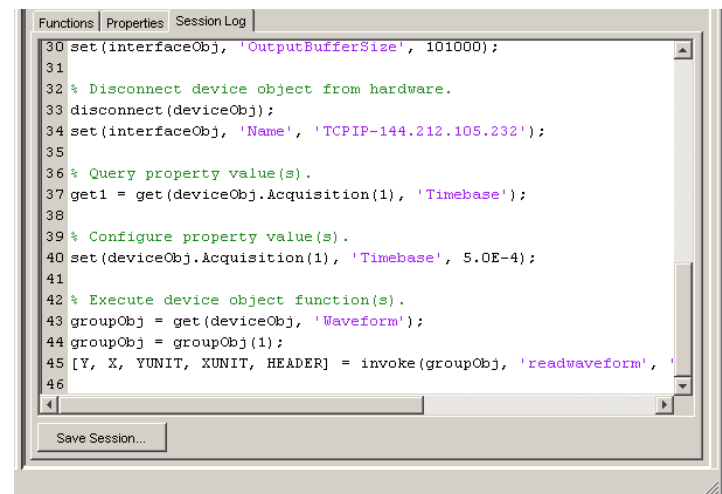 Functions Properties Session Log
30 set(interfaceObj, 'OutputBufferSize', 101000);
31
32 % Disconnect device object from hardware.
33 disconnect(deviceObj);
34 set(interfaceObj, 'Name', 'TCPIP-144.212.105.232');
35
36 % Query property value(s).
37 get1 = get(deviceObj.Acquisition(1), 'Timebase');
38
39 % Configure property value(s).
40 set(deviceObj.Acquisition(1), 'Timebase', 5.0E-4);
41
42 % Execute device object function(s).
43 groupObj = get(deviceObj, 'Waveform');
44 groupObj = groupObj(1);
45 [Y, X, YUNIT, XUNIT, HEADER] = invoke(groupObj, 'readwaveform', '
46
Save Session...